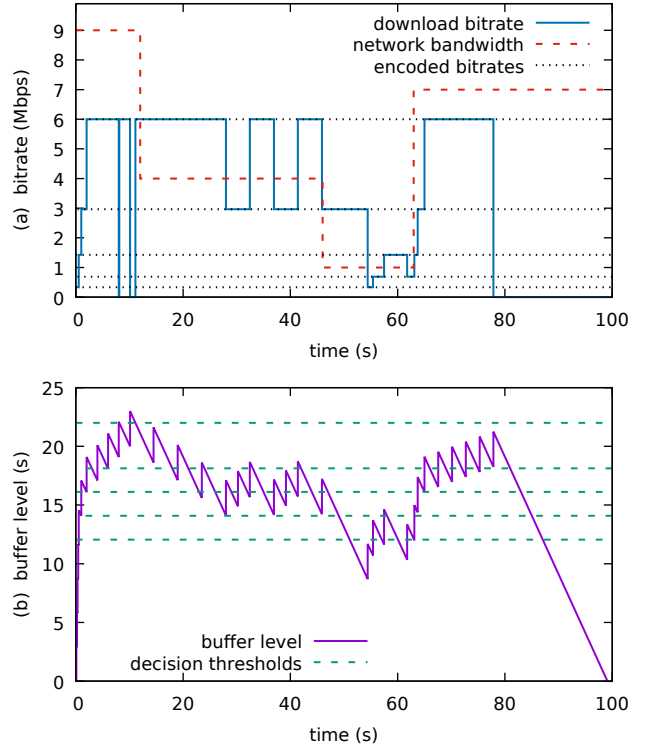 9
8
7
6
5
4
3
2
1
0
(a) bitrate (Mbps)
download bitrate
network bandwidth
encoded bitrates
0 20 40 60 80 100
time (s)
25
20
15
10
5
0
(b) buffer level (s)
buffer level
decision thresholds
0 20 40 60 80 100
time (s)